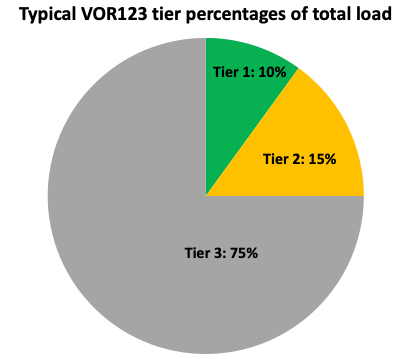 Typical VOR123 tier percentages of total load
Tier 1: 10%
Tier 2: 15%
Tier 3: 75%